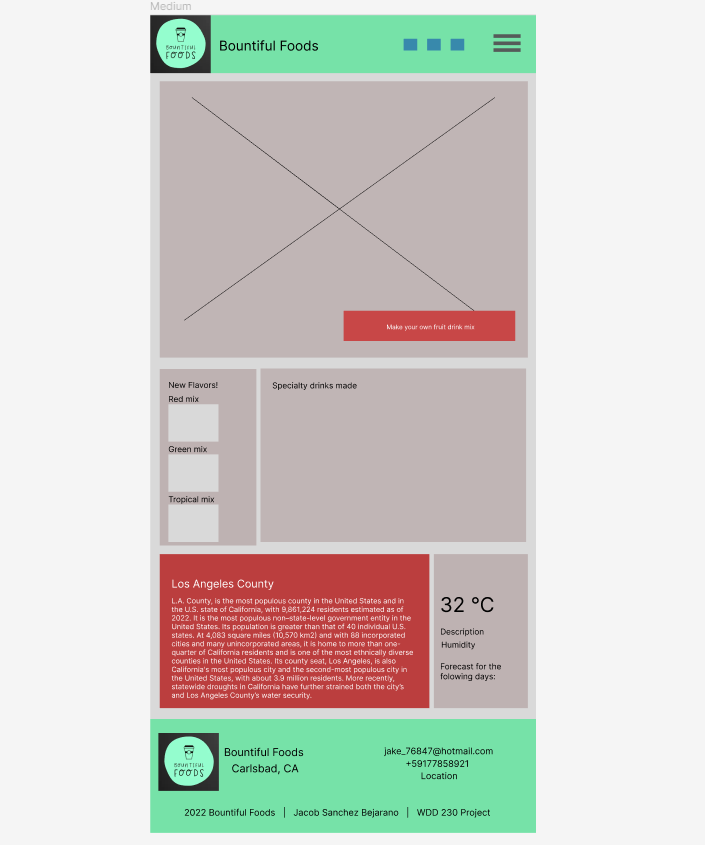 Medium
BOUNTIFUL
FOODS
Bountiful Foods
Make your own fruit drink mix
New Flavors!
Red mix
Green mix
Tropical mix
Specialty drinks made
Los Angeles County
L.A. County, is the most populous county in the United States and in
the U.S. state of California, with 9,861,224 residents estimated as of
2022. It is the most populous non–state-level government entity in the
United States. Its population is greater than that of 40 individual U.S.
states. At 4,083 square miles (10,570 km2) and with 88 incorporated
cities and many unincorporated areas, it is home to more than one-
quarter of California residents and is one of the most ethnically diverse
counties in the United States. Its county seat, Los Angeles, is also
California's most populous city and the second-most populous city in
the United States, with about 3.9 million residents. More recently,
statewide droughts in California have further strained both the city's
and Los Angeles County's water security.
32 °C
Description
Humidity
Forecast for the
folowing days:
BOUNTIFUL
FOODS
Bountiful Foods
Carlsbad, CA
jake_76847@hotmail.com
+59177858921
Location
2022 Bountiful Foods | Jacob Sanchez Bejarano | WDD 230 Project